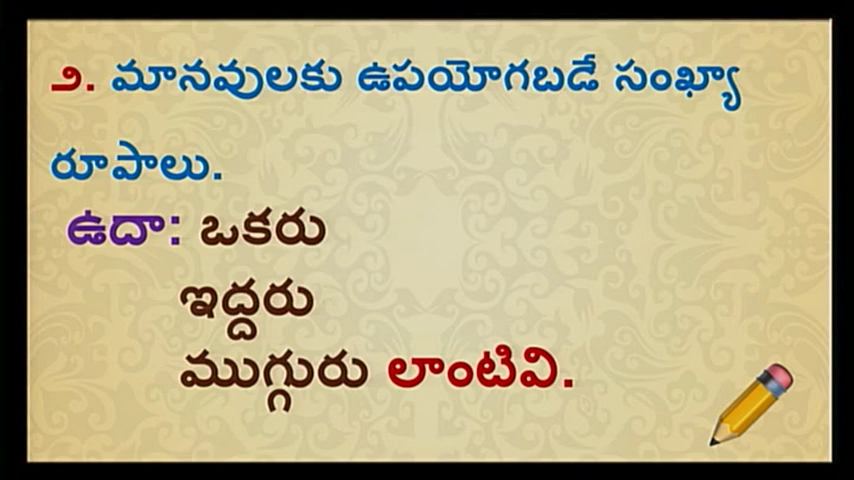 ౨. మానవులకు ఉపయోగబడే సంఖ్యా
రూపాలు.
ఉదా: ఒకరు
ఇద్దరు
ముగ్గురు లాంటివి.